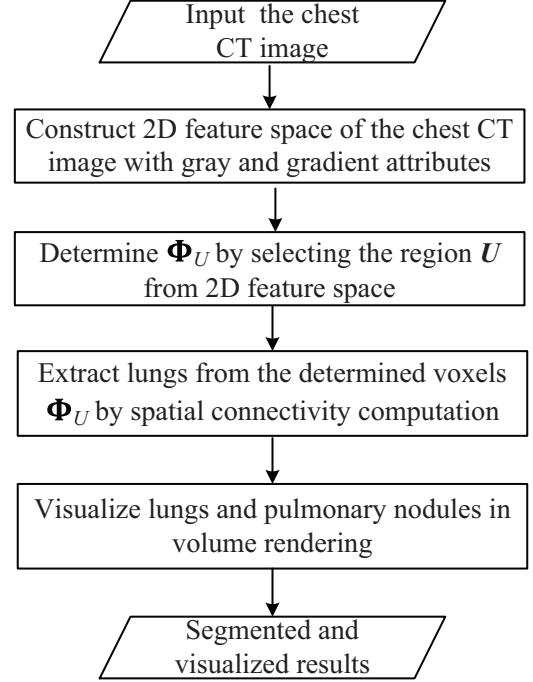 Input the chest
CT image
Construct 2D feature space of the chest CT
image with gray and gradient attributes
Determine Φ_U by selecting the region U
from 2D feature space
Extract lungs from the determined voxels
Φ_U by spatial connectivity computation
Visualize lungs and pulmonary nodules in
volume rendering
Segmented and
visualized results